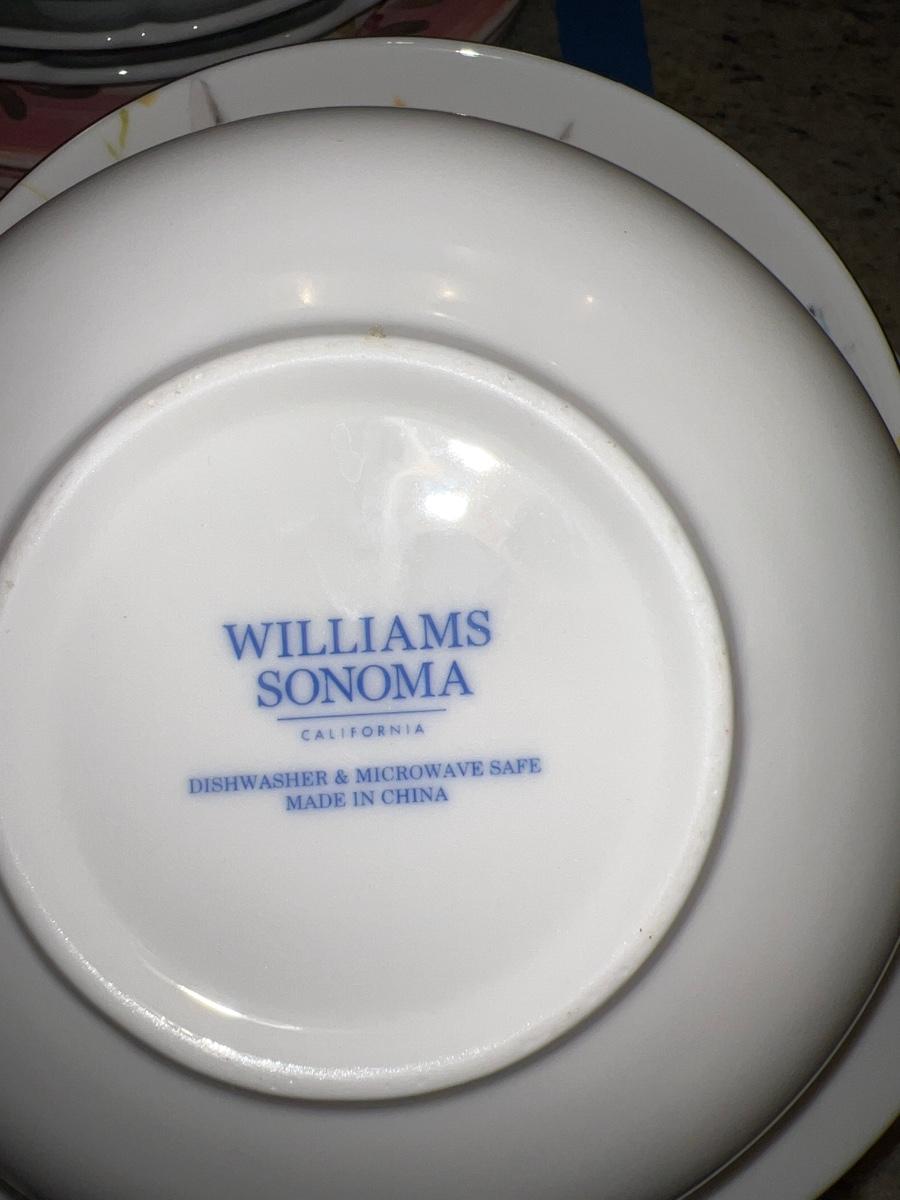 WILLIAMS
SONOMA
CALIFORNIA
DISHWASHER & MICROWAVE SAFE
MADE IN CHINA